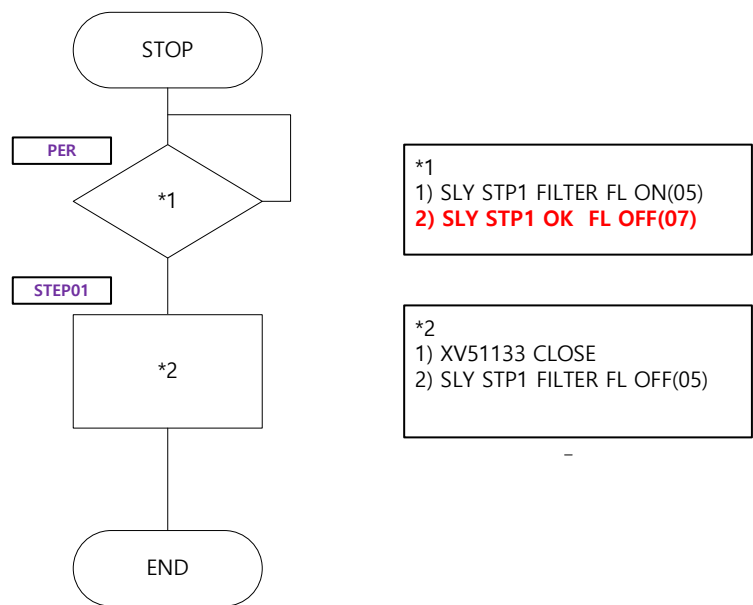 STOP
PER
*1
*1
1) SLY STP1 FILTER FL ON(05)
2) SLY STP1 OK  FL OFF(07)
STEP01
*2
*2
1) XV51133 CLOSE
2) SLY STP1 FILTER FL OFF(05)
–
END